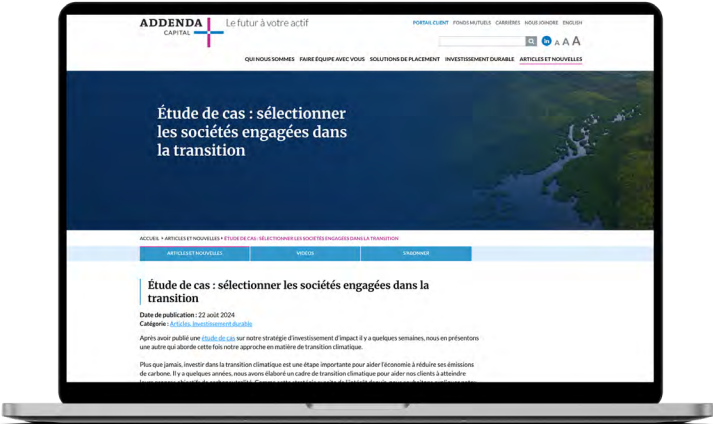 ADDENDA
CAPITAL
Le futur à votre actif
PORTAIL CLIENT FONDS MUTUELS CARRIÈRES NOUS JOINDRE ENGLISH
in A A A
QUI NOUS SOMMES FAIRE ÉQUIPE AVEC VOUS SOLUTIONS DE PLACEMENT INVESTISSEMENT DURABLE ARTICLES ET NOUVELLES
Étude de cas : sélectionner
les sociétés engagées dans
la transition
ACCUEIL • ARTICLES ET NOUVELLES • ÉTUDE DE CAS : SÉLECTIONNER LES SOCIÉTÉS ENGAGÉES DANS LA TRANSITION
ARTICLES ET NOUVELLES VIDÉOS S'ABONNER
Étude de cas : sélectionner les sociétés engagées dans la
transition
Date de publication : 22 août 2024
Catégorie : Articles, Investissement durable
Après avoir publié une étude de cas sur notre stratégie d'investissement d'impact il y a quelques semaines, nous en présentons
une autre qui aborde cette fois notre approche en matière de transition climatique.
Plus que jamais, investir dans la transition climatique est une étape importante pour aider l'économie à réduire ses émissions
de carbone. Il y a quelques années, nous avons élaboré un cadre de transition climatique pour aider nos clients à atteindre